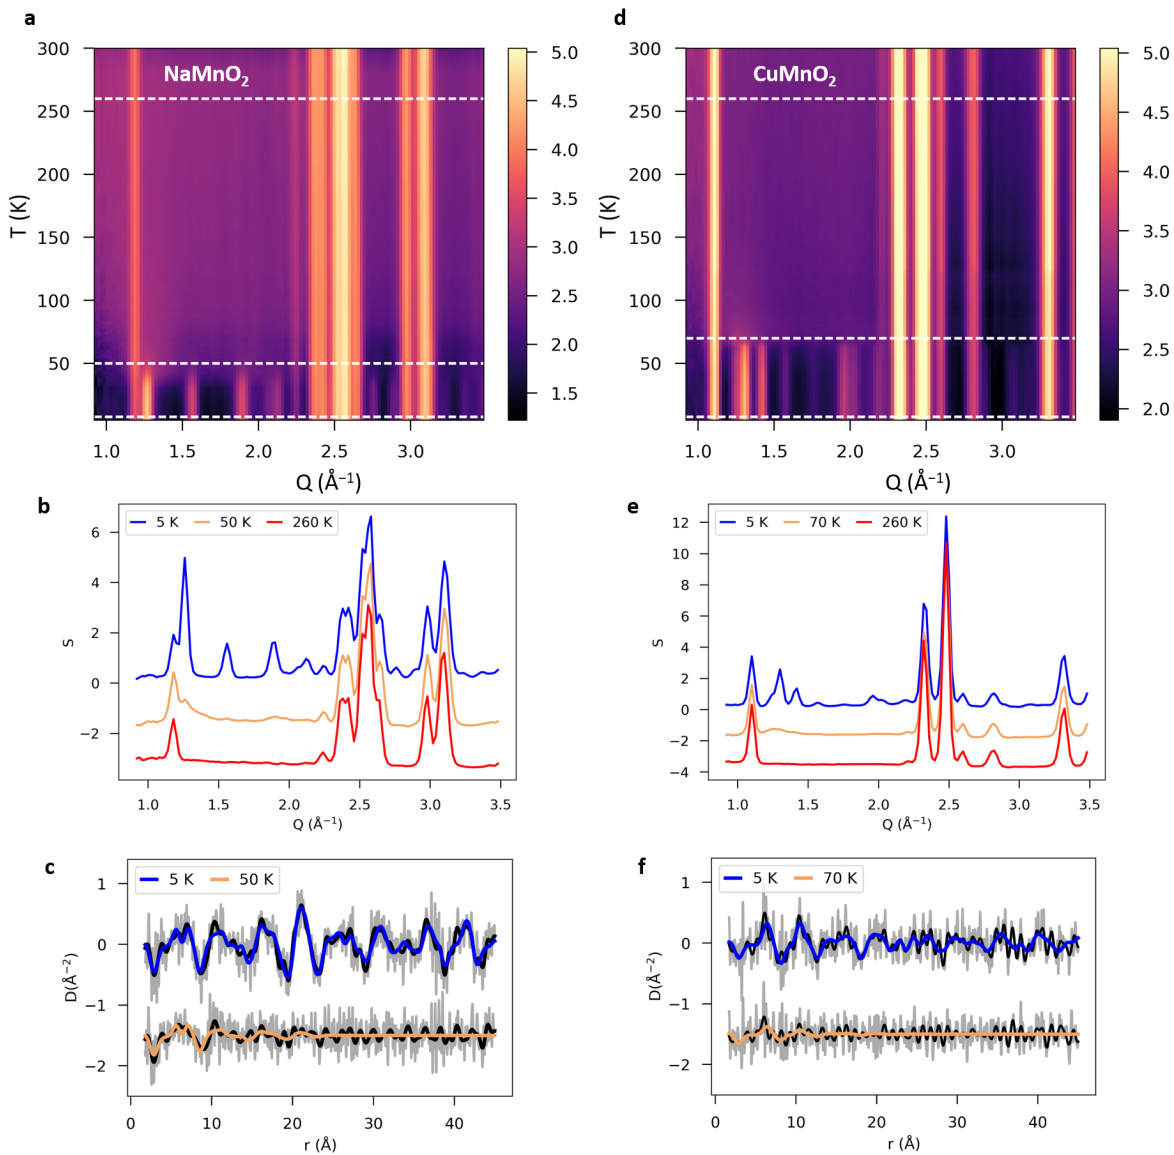 a
NaMnO₂
300
250
200
150
100
50
T (K)
1.0 1.5 2.0 2.5 3.0
Q (Å⁻¹)
5.0
4.5
4.0
3.5
3.0
2.5
2.0
1.5
d
CuMnO₂
300
250
200
150
100
50
T (K)
1.0 1.5 2.0 2.5 3.0
Q (Å⁻¹)
5.0
4.5
4.0
3.5
3.0
2.5
2.0
b
5 K 50 K 260 K
6
4
2
0
−2
S
1.0 1.5 2.0 2.5 3.0 3.5
Q (Å⁻¹)
e
5 K 70 K 260 K
12
10
8
6
4
2
0
−2
−4
S
1.0 1.5 2.0 2.5 3.0 3.5
Q (Å⁻¹)
c
5 K 50 K
1
0
−1
−2
D(Å⁻²)
0 10 20 30 40
r (Å)
f
5 K 70 K
1
0
−1
−2
D(Å⁻²)
0 10 20 30 40
r (Å)